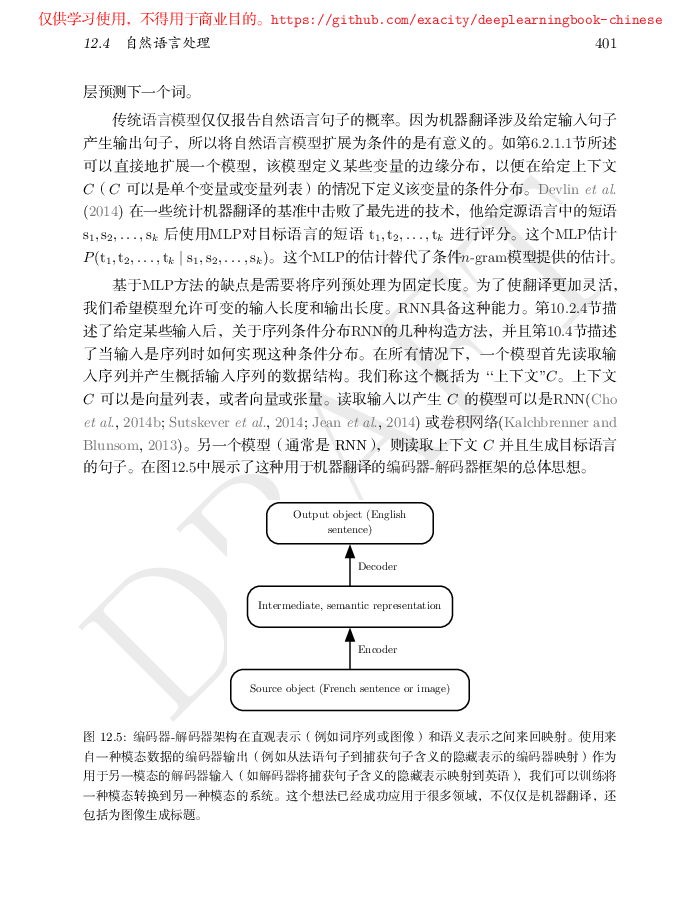 仅供学习使用，不得用于商业目的。https://github.com/exacity/deeplearningbook-chinese
12.4 自然语言处理 401
层预测下一个词。
传统语言模型仅仅报告自然语言句子的概率。因为机器翻译涉及给定输入句子
产生输出句子，所以将自然语言模型扩展为条件的是有意义的。如第6.2.1.1节所述
可以直接地扩展一个模型，该模型定义某些变量的边缘分布，以便在给定上下文
C（C 可以是单个变量或变量列表）的情况下定义该变量的条件分布。Devlin et al.
(2014) 在一些统计机器翻译的基准中击败了最先进的技术，他给定源语言中的短语
s₁, s₂, . . . , sₖ 后使用MLP对目标语言的短语 t₁, t₂, . . . , tₖ 进行评分。这个MLP估计
P(t₁, t₂, . . . , tₖ | s₁, s₂, . . . , sₖ)。这个MLP的估计替代了条件n-gram模型提供的估计。
基于MLP方法的缺点是需要将序列预处理为固定长度。为了使翻译更加灵活，
我们希望模型允许可变的输入长度和输出长度。RNN具备这种能力。第10.2.4节描
述了给定某些输入后，关于序列条件分布RNN的几种构造方法，并且第10.4节描述
了当输入是序列时如何实现这种条件分布。在所有情况下，一个模型首先读取输
入序列并产生概括输入序列的数据结构。我们称这个概括为 “上下文”C。上下文
C 可以是向量列表，或者向量或张量。读取输入以产生 C 的模型可以是RNN(Cho
et al., 2014b; Sutskever et al., 2014; Jean et al., 2014) 或卷积网络(Kalchbrenner and
Blunsom, 2013)。另一个模型（通常是 RNN），则读取上下文 C 并且生成目标语言
的句子。在图12.5中展示了这种用于机器翻译的编码器-解码器框架的总体思想。
Output object (English
sentence)
Decoder
Intermediate, semantic representation
Encoder
Source object (French sentence or image)
图 12.5: 编码器-解码器架构在直观表示（例如词序列或图像）和语义表示之间来回映射。使用来
自一种模态数据的编码器输出（例如从法语句子到捕获句子含义的隐藏表示的编码器映射）作为
用于另一模态的解码器输入（如解码器将捕获句子含义的隐藏表示映射到英语），我们可以训练将
一种模态转换到另一种模态的系统。这个想法已经成功应用于很多领域，不仅仅是机器翻译，还
包括为图像生成标题。
DRAFT